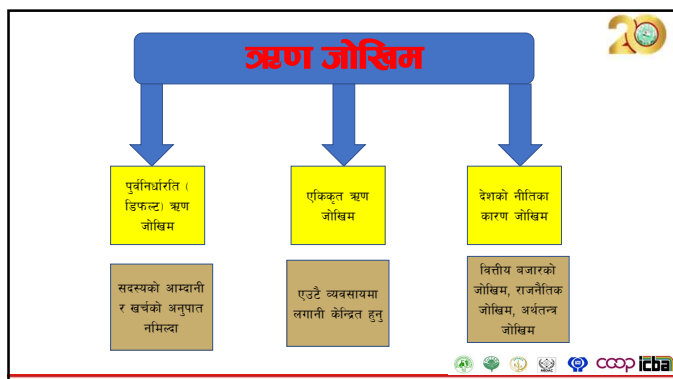 ऋण जोखिम
20
पुर्वनिर्धारति (
डिफल्ट) ऋण
जोखिम
एकिकृत ऋण
जोखिम
देशको नीतिका
कारण जोखिम
सदस्यको आम्दानी
र खर्चको अनुपात
नमिल्दा
एउटै व्यवसायमा
लगानी केन्द्रित हुनु
वित्तीय बजारको
जोखिम, राजनैतिक
जोखिम, अर्थतन्त्र
जोखिम
coop icba